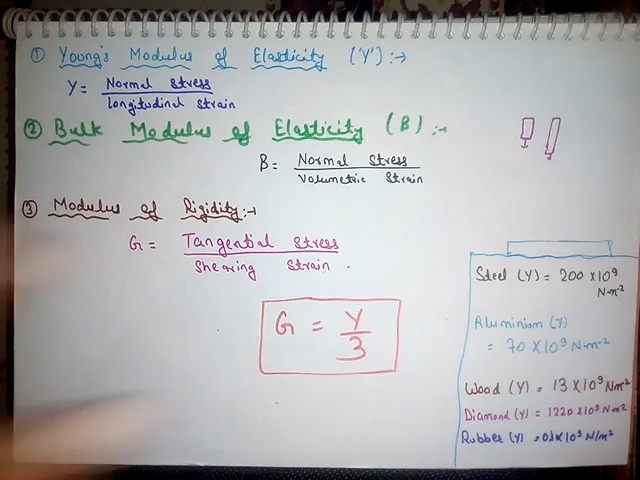 ① Young's Modulus of Elasticity ('Y') :→
Y = Normal Stress
longitudinal Strain
② Bulk Modulus of Elasticity (B) :→
B = Normal Stress
Volumetric Strain
③ Modulus of Rigidity :→
G = Tangential Stress
Shearing Strain .
G = Y
3
Steel (Y) = 200 × 10⁹
N-m⁻²
Aluminium (Y)
= 70 × 10⁹ N-m⁻²
Wood (Y) = 13 × 10⁹ Nm⁻²
Diamond (Y) = 1220 × 10⁹ Nm⁻²
Rubber (Y) = × 10⁹ N/m²